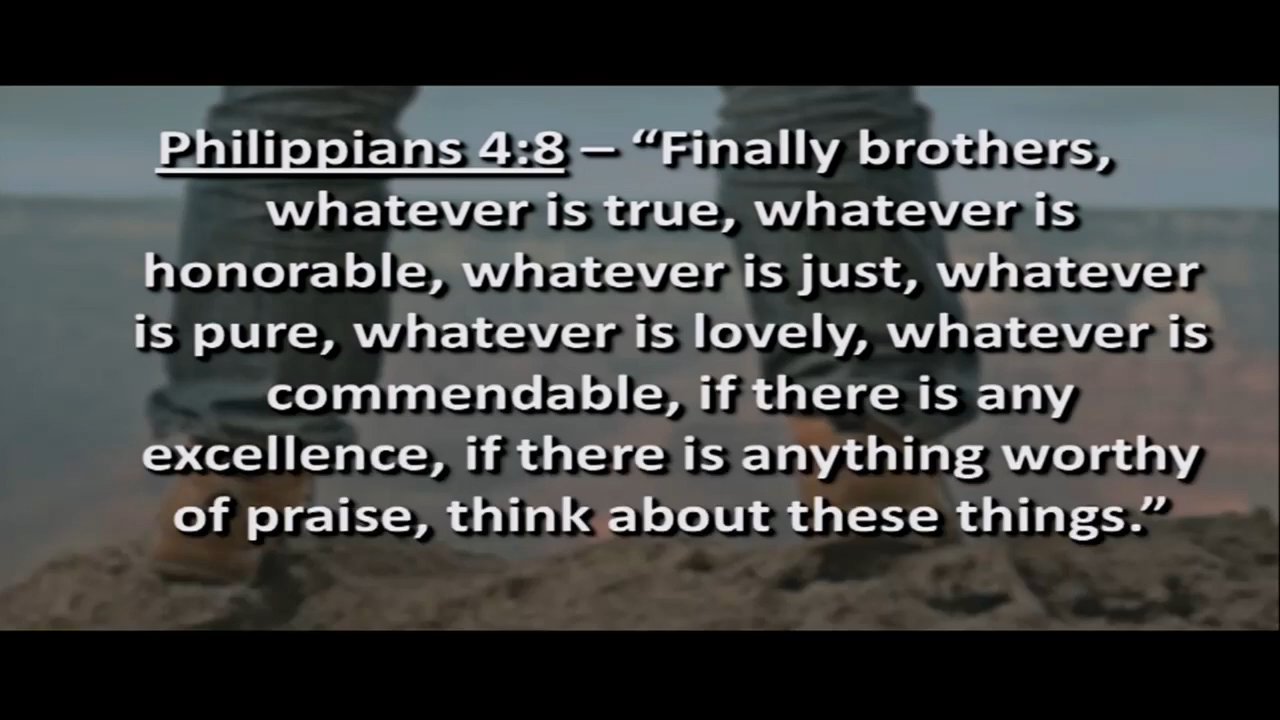 Philippians 4:8 – “Finally brothers,
whatever is true, whatever is
honorable, whatever is just, whatever
is pure, whatever is lovely, whatever is
commendable, if there is any
excellence, if there is anything worthy
of praise, think about these things.”